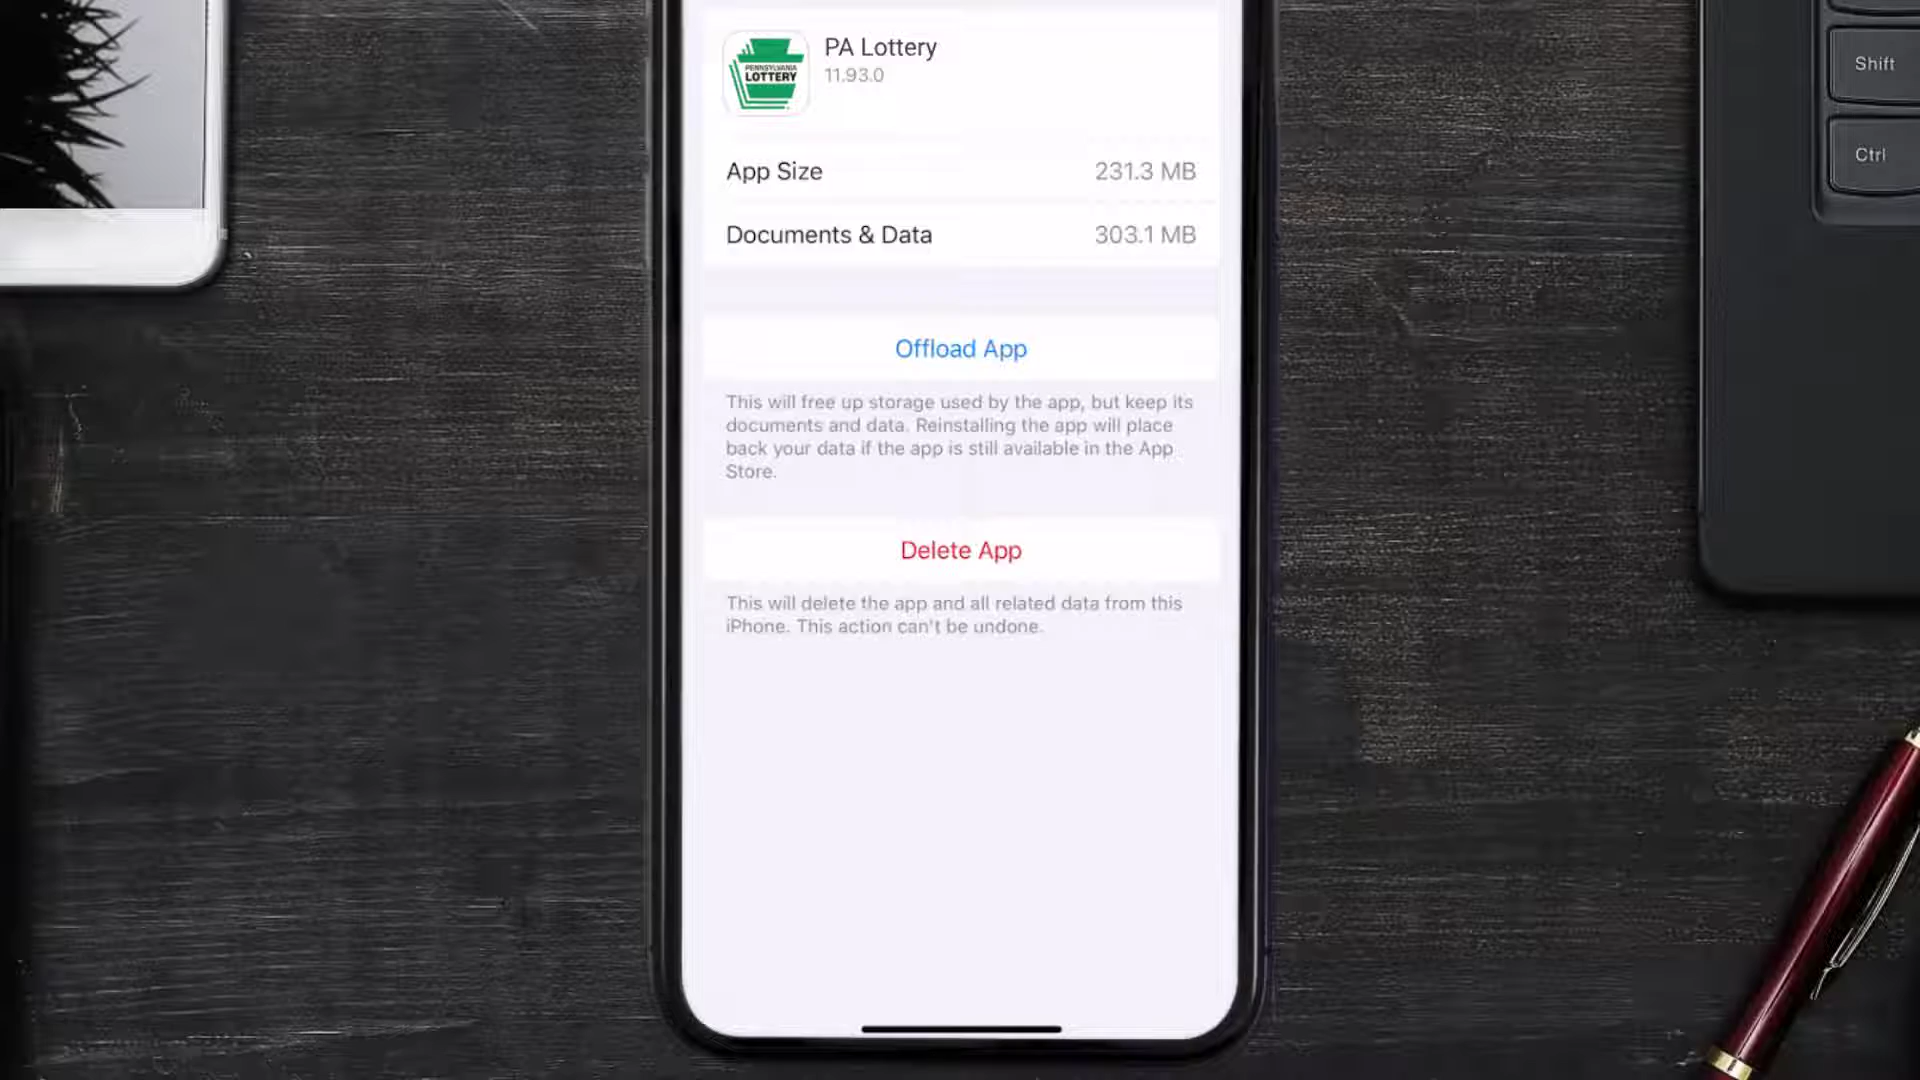 PA Lottery
11.93.0
PENNSYLVANIA
LOTTERY
App Size 231.3 MB
Documents & Data 303.1 MB
Offload App
This will free up storage used by the app, but keep its
documents and data. Reinstalling the app will place
back your data if the app is still available in the App
Store.
Delete App
This will delete the app and all related data from this
iPhone. This action can't be undone.
Shift
Ctrl